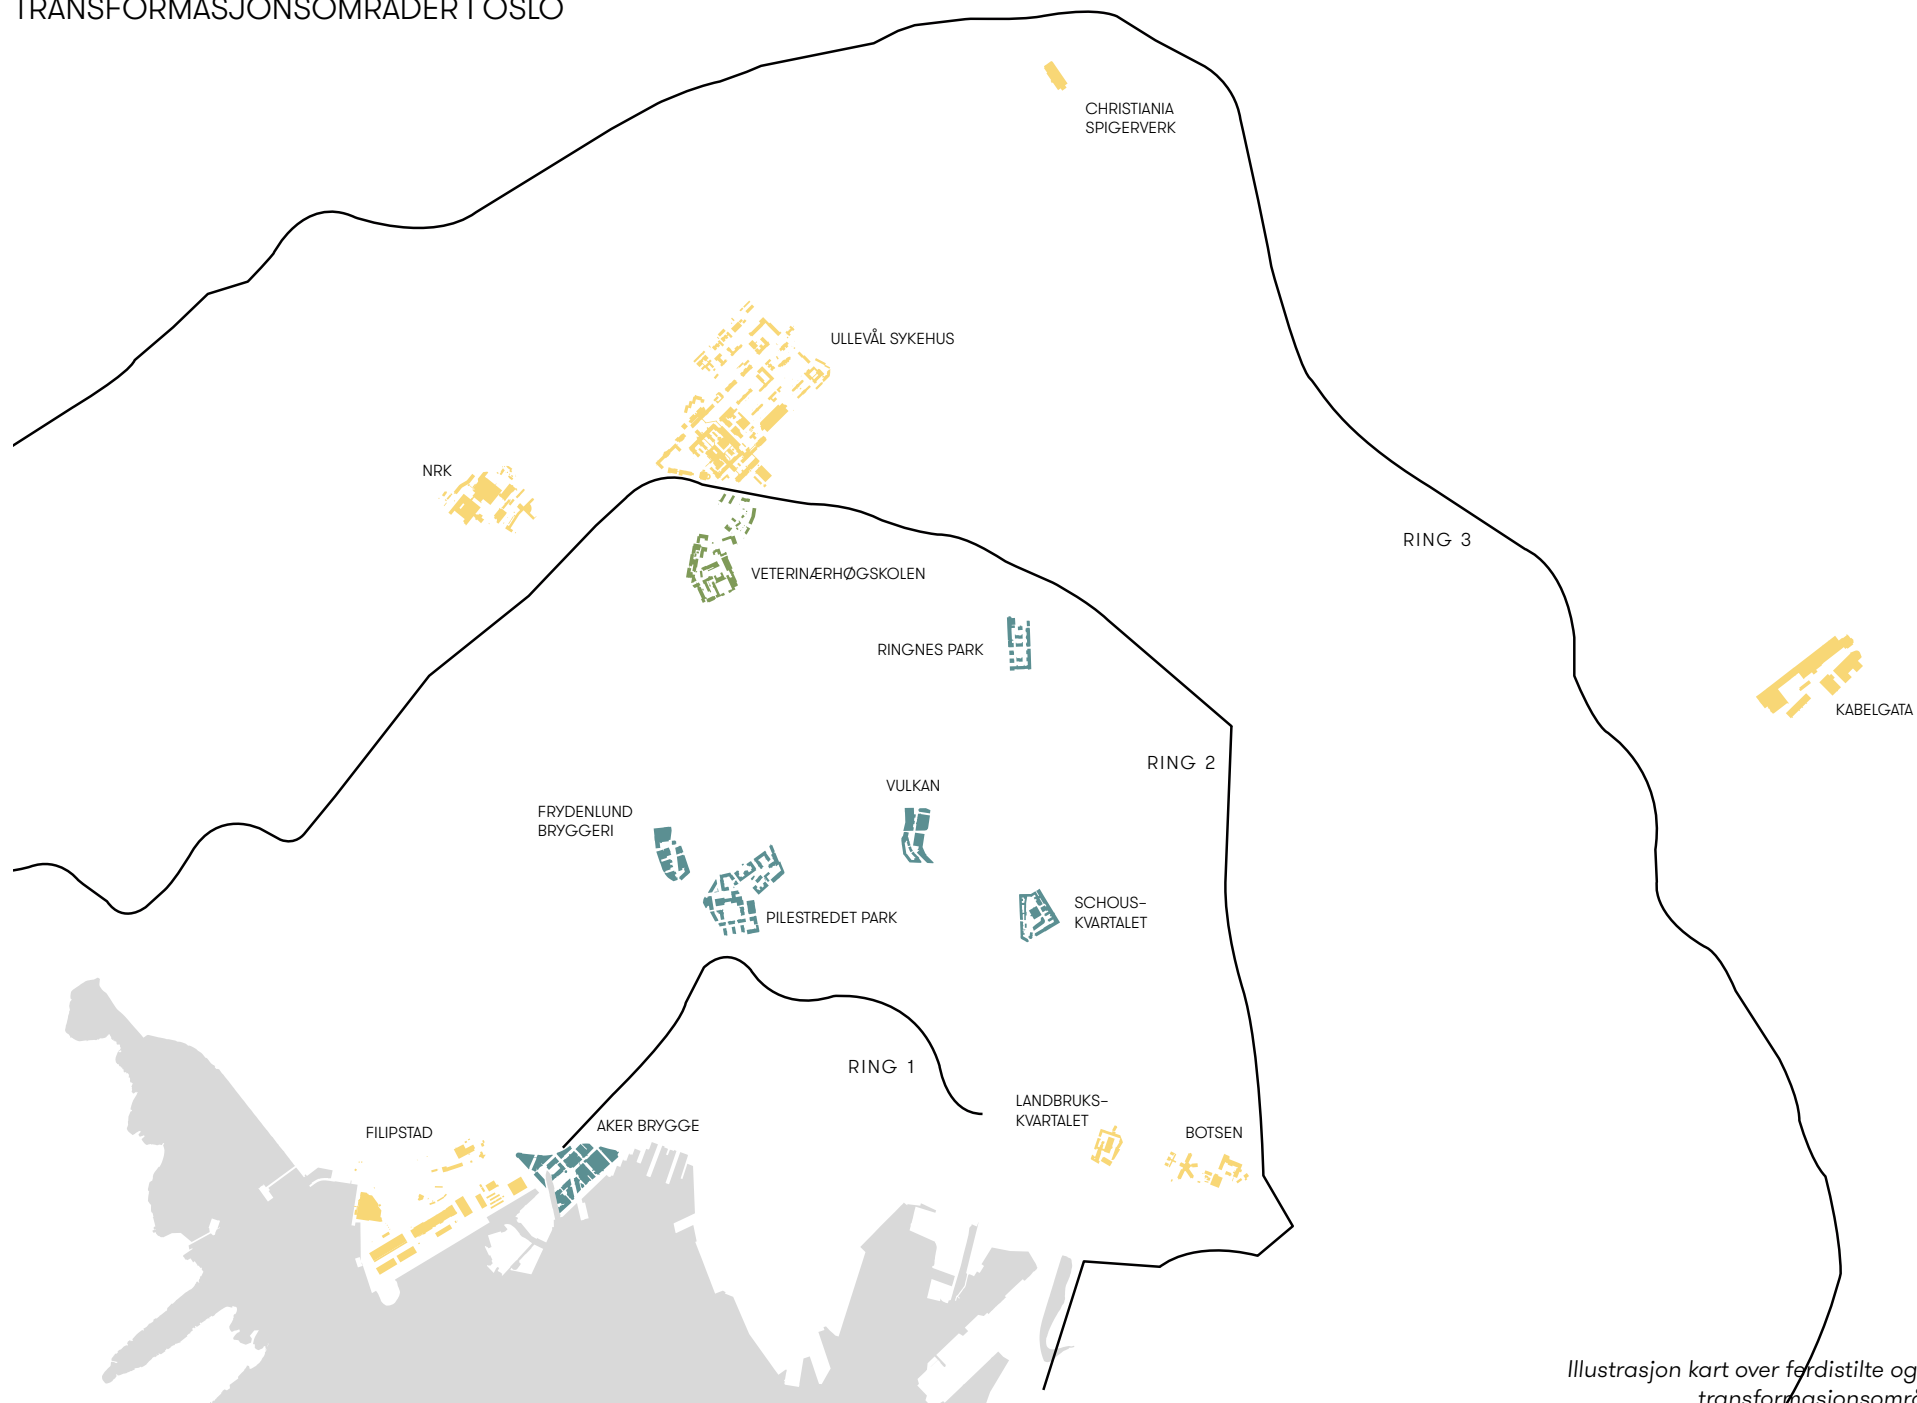 TRANSFORMASJONSOMRÅDER I OSLO
CHRISTIANIA
SPIGERVERK
ULLEVÅL SYKEHUS
NRK
RING 3
VETERINÆRHØGSKOLEN
RINGNES PARK
KABELGATA
RING 2
VULKAN
FRYDENLUND
BRYGGERI
SCHOUS-
KVARTALET
PILESTREDET PARK
RING 1
LANDBRUKS-
KVARTALET
AKER BRYGGE
FILIPSTAD
BOTSEN
Illustrasjon kart over ferdistilte og
transformasjonsområ